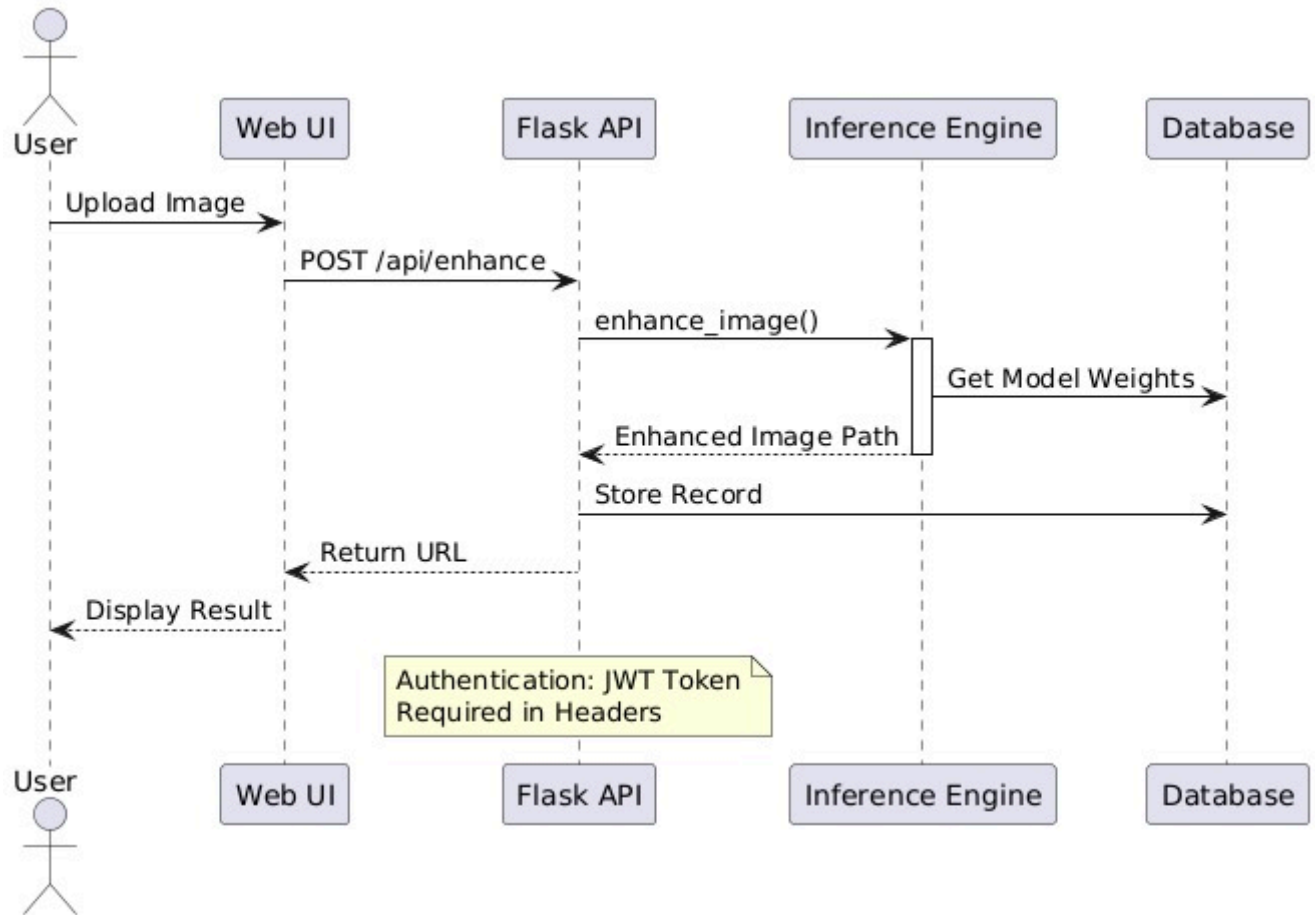 User
Web UI
Flask API
Inference Engine
Database
Upload Image
POST /api/enhance
enhance_image()
Get Model Weights
Enhanced Image Path
Store Record
Return URL
Display Result
Authentication: JWT Token
Required in Headers
User
Web UI
Flask API
Inference Engine
Database